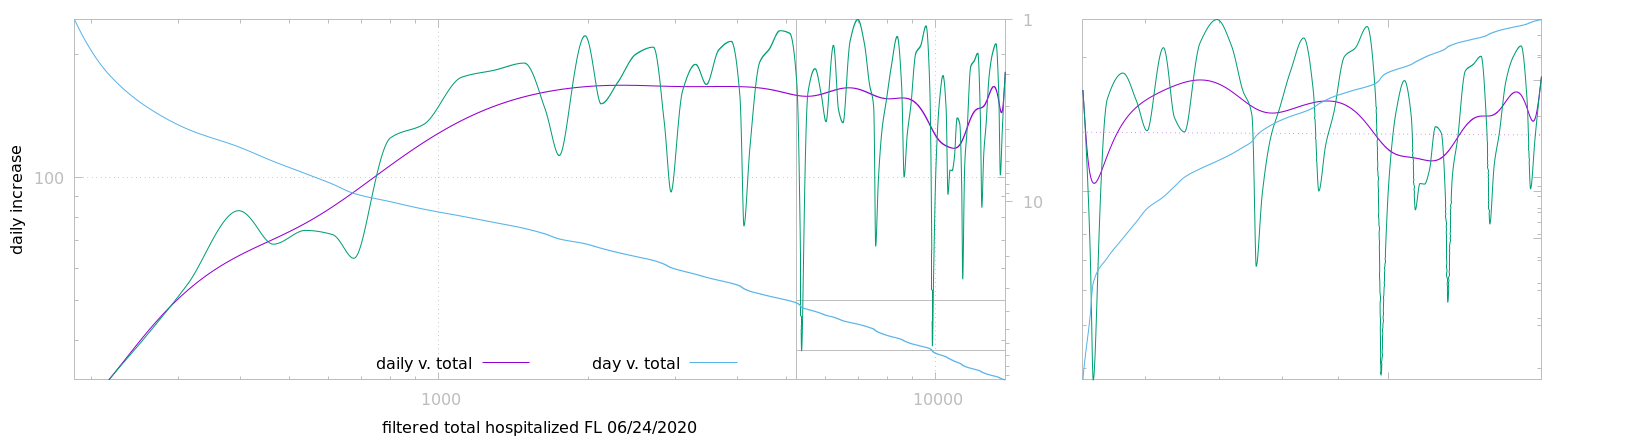 1
100
10
daily increase
daily v. total
day v. total
1000
10000
filtered total hospitalized FL 06/24/2020